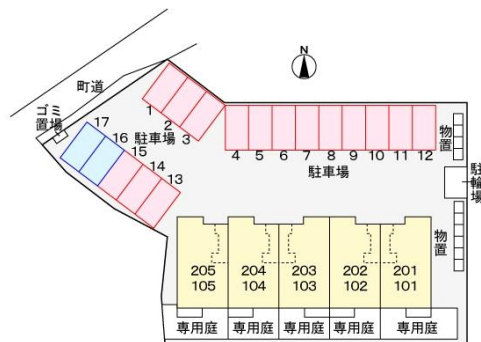 N
町道
ゴミ
置場
1
2
3
駐車場
17
16
15
14
13
4 5 6 7 8 9 10 11 12
駐車場
物置
駐輪場
物置
205 204 203 202 201
105 104 103 102 101
専用庭 専用庭 専用庭 専用庭 専用庭